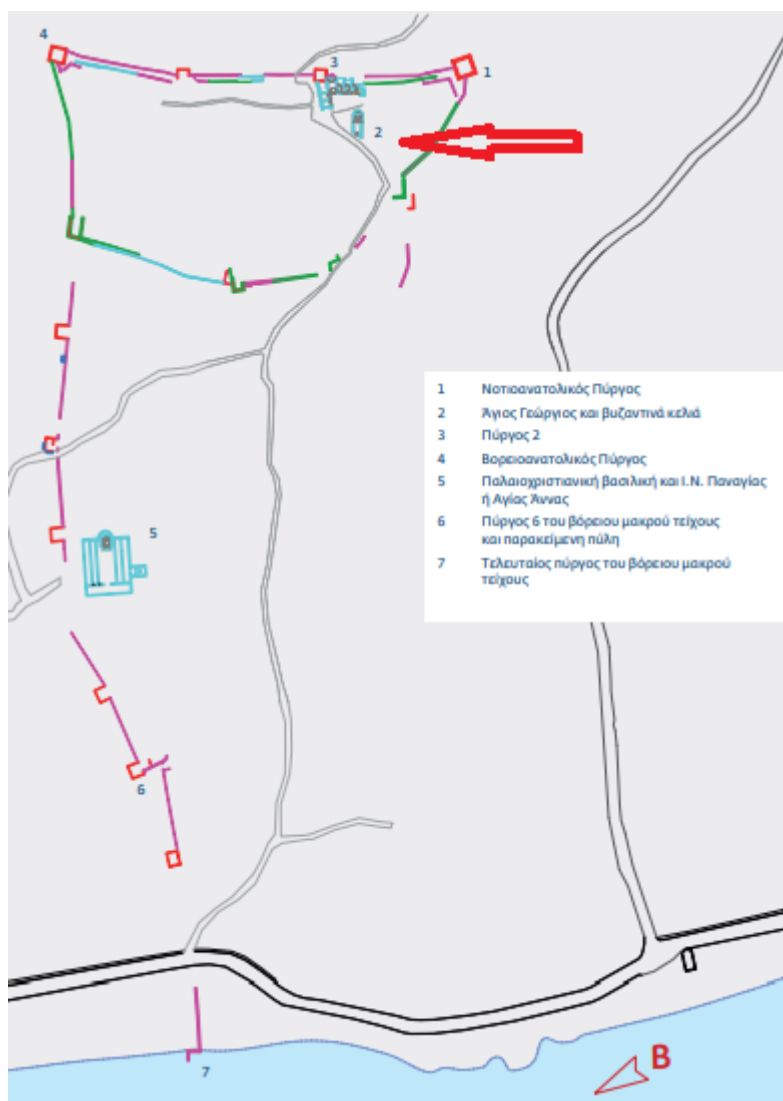 4
3
1
2
1 Νοτιοανατολικός Πύργος
2 Άγιος Γεώργιος και βυζαντινά κελιά
3 Πύργος 2
4 Βορειοανατολικός Πύργος
5 Παλαιοχριστιανική βασιλική και Ι.Ν. Παναγίας
ή Αγίας Άννας
6 Πύργος 6 του βόρειου μακρού τείχους
και παρακείμενη πύλη
7 Τελευταίος πύργος του βόρειου μακρού
τείχους
5
6
B
7